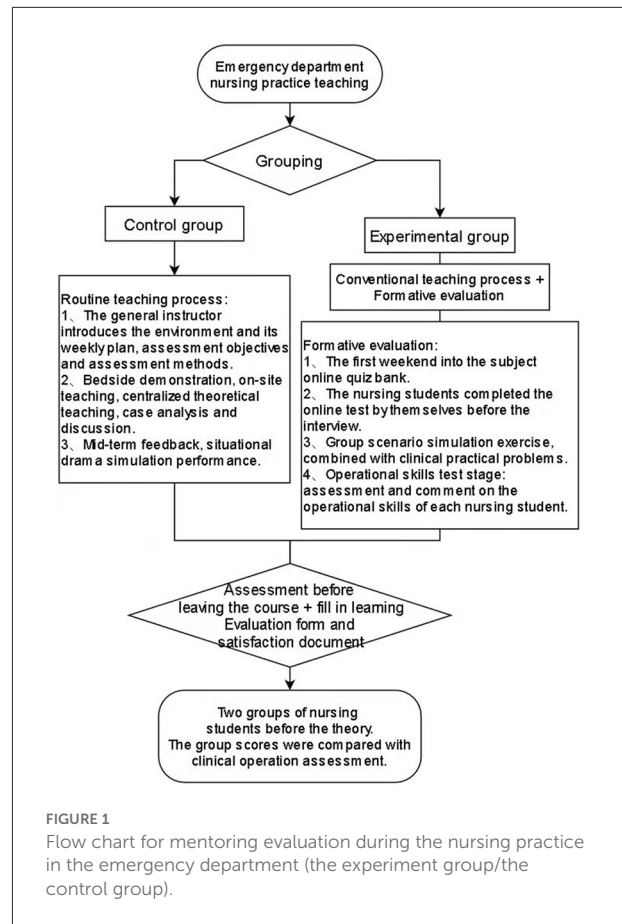 Emergency department
nursing practice teaching
Grouping
Control group
Experimental group
Routine teaching process:
1、The general instructor
introduces the environment and its
weekly plan, assessment objectives
and assessment methods.
2、Bedside demonstration, on-site
teaching, centralized theoretical
teaching, case analysis and
discussion.
3、Mid-term feedback, situational
drama simulation performance.
Conventional teaching process +
Formative evaluation
Formative evaluation:
1、The first weekend into the subject
online quiz bank.
2、The nursing students completed the
online test by themselves before the
interview.
3、Group scenario simulation exercise,
combined with clinical practical problems.
4、Operational skills test stage:
assessment and comment on the
operational skills of each nursing student.
Assessment before
leaving the course + fill in learning
Evaluation form and
satisfaction document
Two groups of nursing
students before the theory.
The group scores were compared with
clinical operation assessment.
FIGURE 1
Flow chart for mentoring evaluation during the nursing practice
in the emergency department (the experiment group/the
control group).